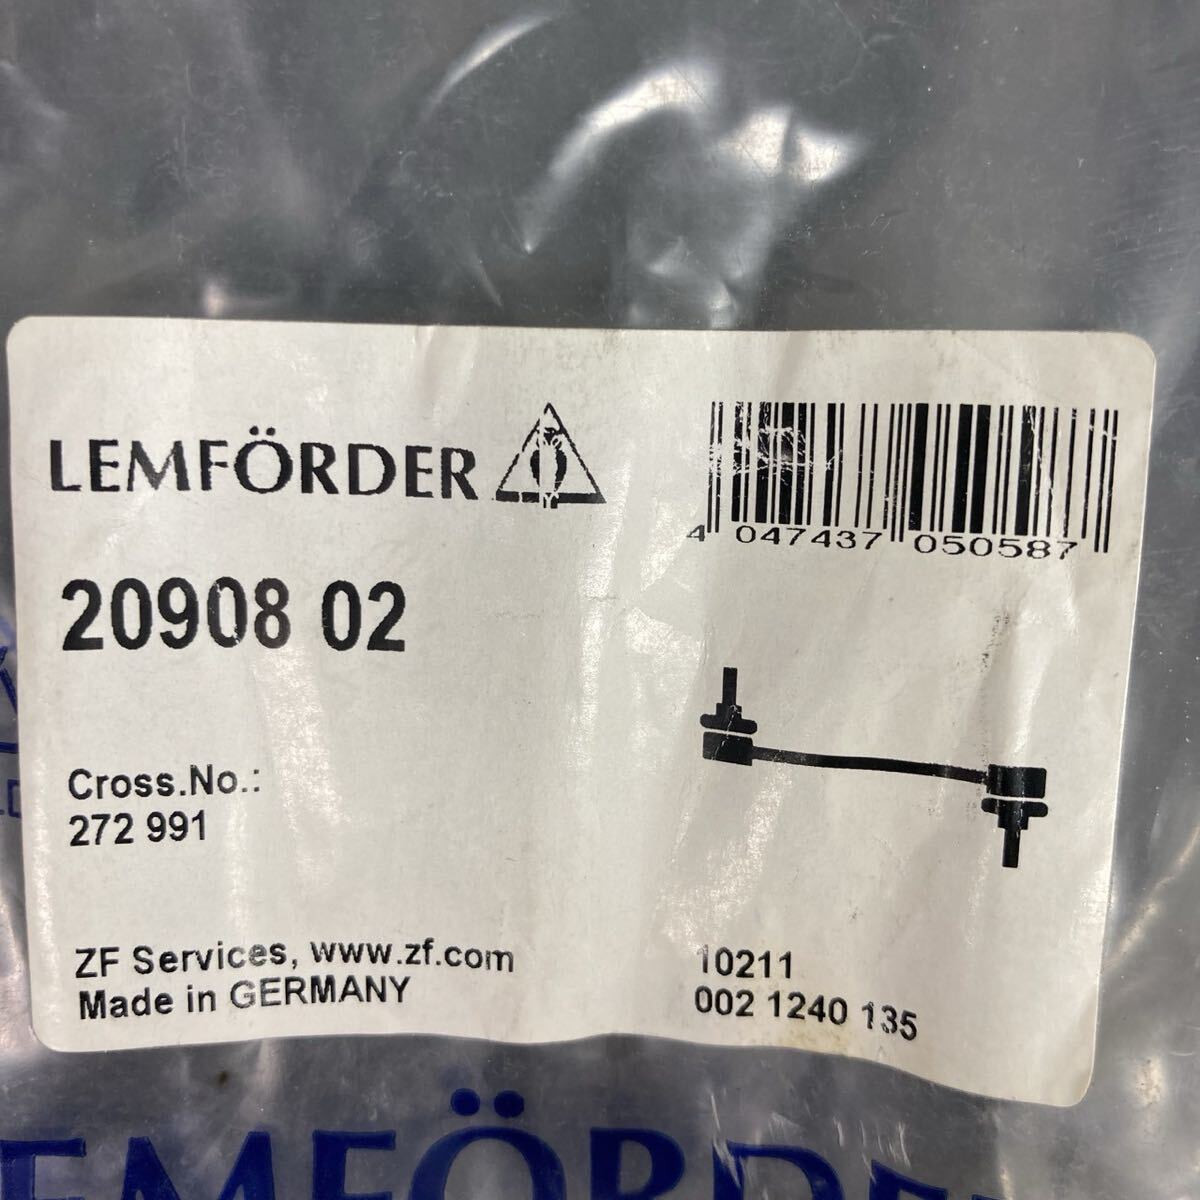 LEMFÖRDER
4 047437 050587
20908 02
Cross.No.:
272 991
ZF Services, www.zf.com
Made in GERMANY
10211
002 1240 135
LEMFÖRDER